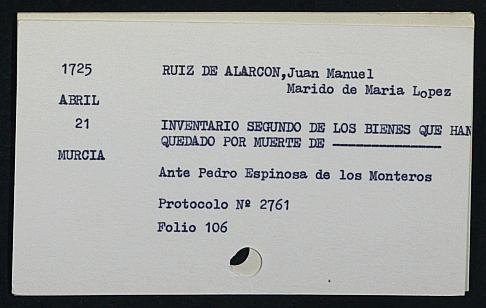 1725
ABRIL
21
MURCIA
RUIZ DE ALARCON, Juan Manuel
Marido de Maria Lopez
INVENTARIO SEGUNDO DE LOS BIENES QUE HAN
QUEDADO POR MUERTE DE ——————
Ante Pedro Espinosa de los Monteros
Protocolo Nº 2761
Folio 106